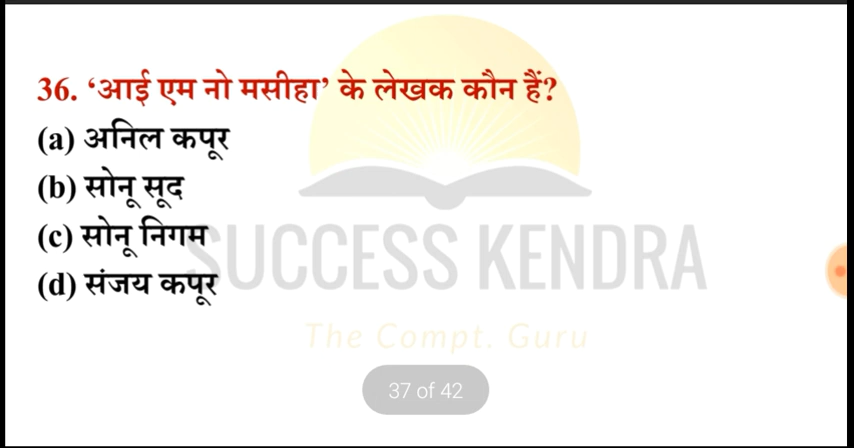 36. ‘आई एम नो मसीहा’ के लेखक कौन हैं?
(a) अनिल कपूर
(b) सोनू सूद
(c) सोनू निगम
(d) संजय कपूर
SUCCESS KENDRA
The Compt. Guru
37 of 42